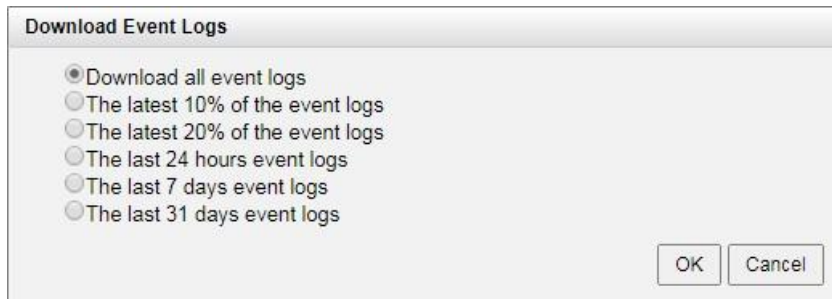 Download Event Logs
Download all event logs
The latest 10% of the event logs
The latest 20% of the event logs
The last 24 hours event logs
The last 7 days event logs
The last 31 days event logs
OK Cancel